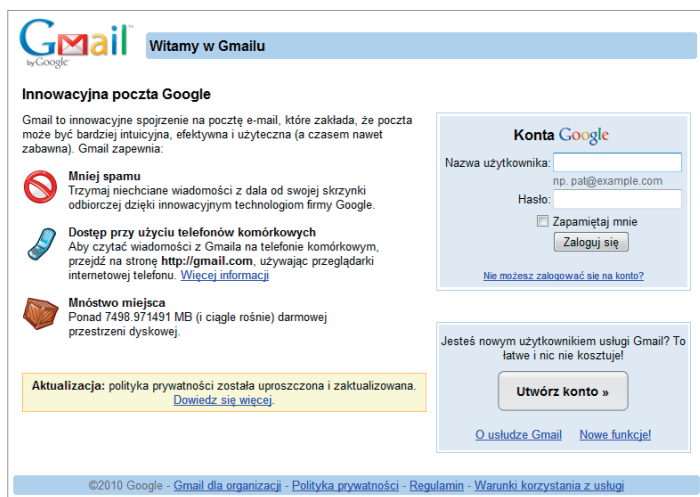 Gmail™
by Google
Witamy w Gmailu
Innowacyjna poczta Google
Gmail to innowacyjne spojrzenie na pocztę e-mail, które zakłada, że poczta
może być bardziej intuicyjna, efektywna i użyteczna (a czasem nawet
zabawna). Gmail zapewnia:
Mniej spamu
Trzymaj niechciane wiadomości z dala od swojej skrzynki
odbiorczej dzięki innowacyjnym technologiom firmy Google.
Dostęp przy użyciu telefonów komórkowych
Aby czytać wiadomości z Gmaila na telefonie komórkowym,
przejdź na stronę http://gmail.com, używając przeglądarki
internetowej telefonu. Więcej informacji
Mnóstwo miejsca
Ponad 7498.971491 MB (i ciągle rośnie) darmowej
przestrzeni dyskowej.
Aktualizacja: polityka prywatności została uproszczona i zaktualizowana.
Dowiedz się więcej.
Konta Google
Nazwa użytkownika:
np. pat@example.com
Hasło:
Zapamiętaj mnie
Zaloguj się
Nie możesz zalogować się na konto?
Jesteś nowym użytkownikiem usługi Gmail? To
łatwe i nic nie kosztuje!
Utwórz konto »
O usłudze Gmail Nowe funkcje!
©2010 Google - Gmail dla organizacji - Polityka prywatności - Regulamin - Warunki korzystania z usługi